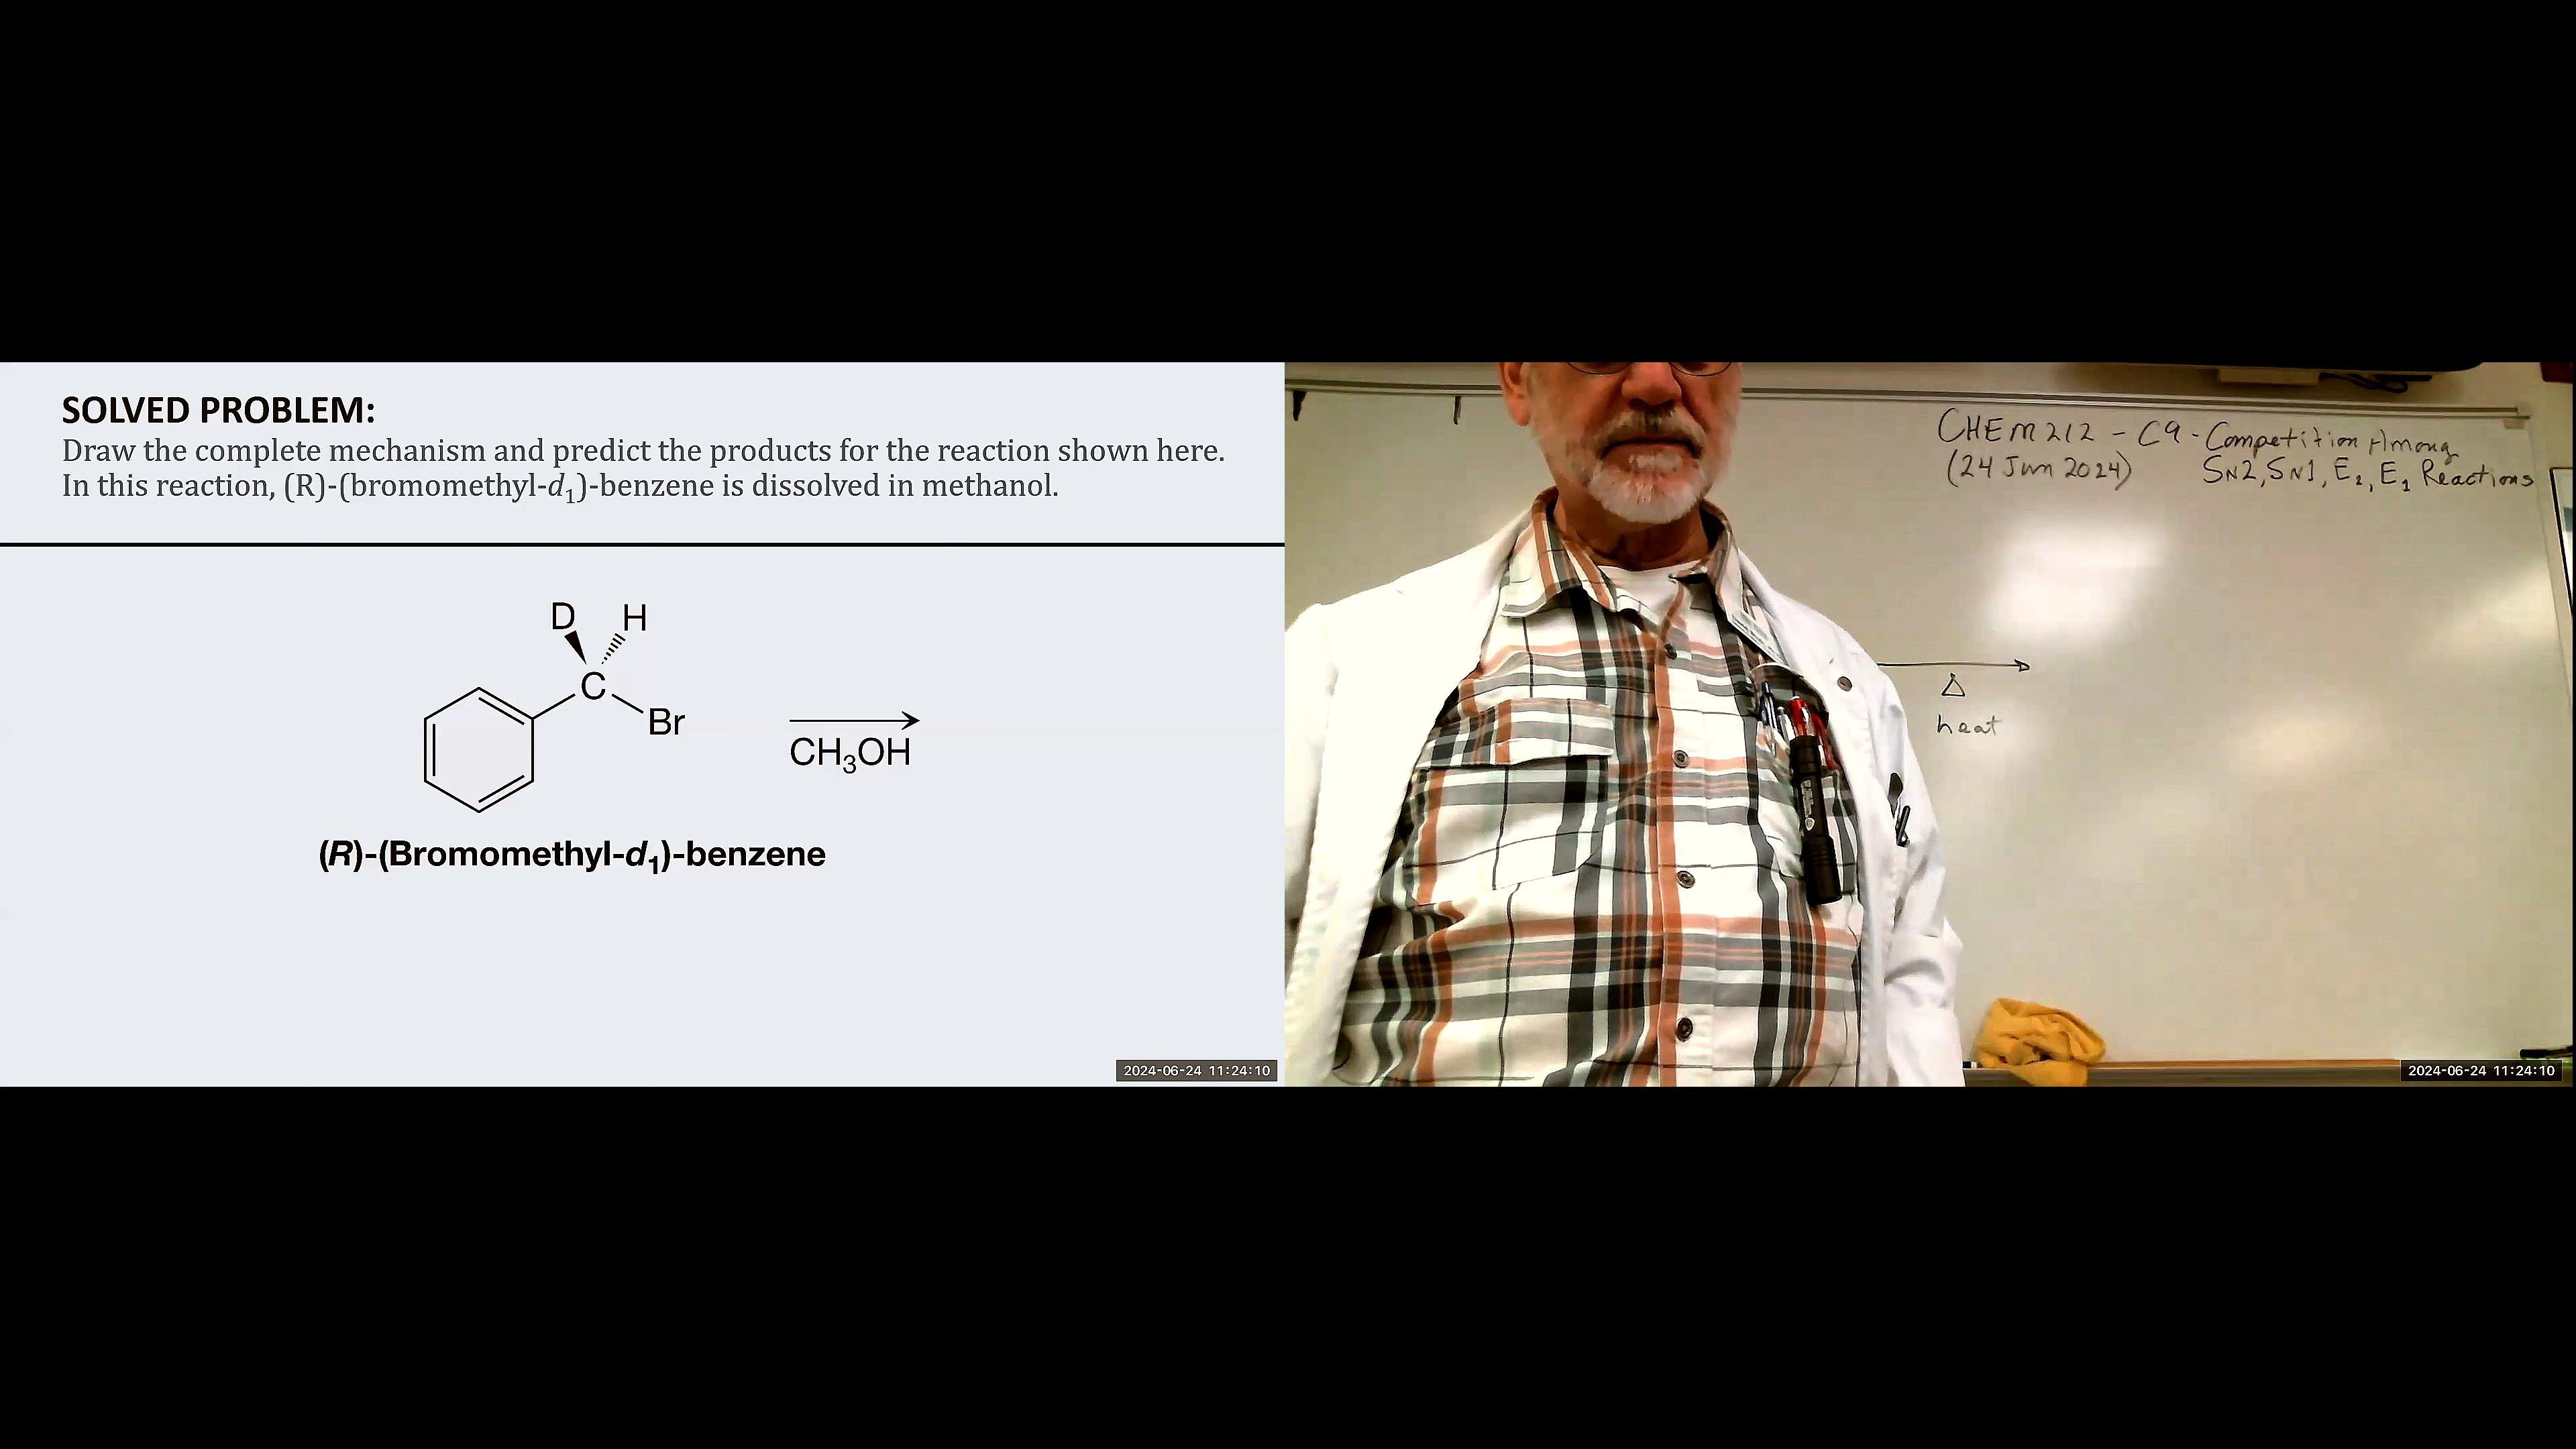 SOLVED PROBLEM:
Draw the complete mechanism and predict the products for the reaction shown here.
In this reaction, (R)-(bromomethyl-d₁)-benzene is dissolved in methanol.
D H
C
Br
CH₃OH
(R)-(Bromomethyl-d₁)-benzene
2024-06-24 11:24:10
CHEM 212 - C9 - Competition Among
(24 Jun 2024) SN2, SN1, E₂, E₁ Reactions
Δ
heat
2024-06-24 11:24:10